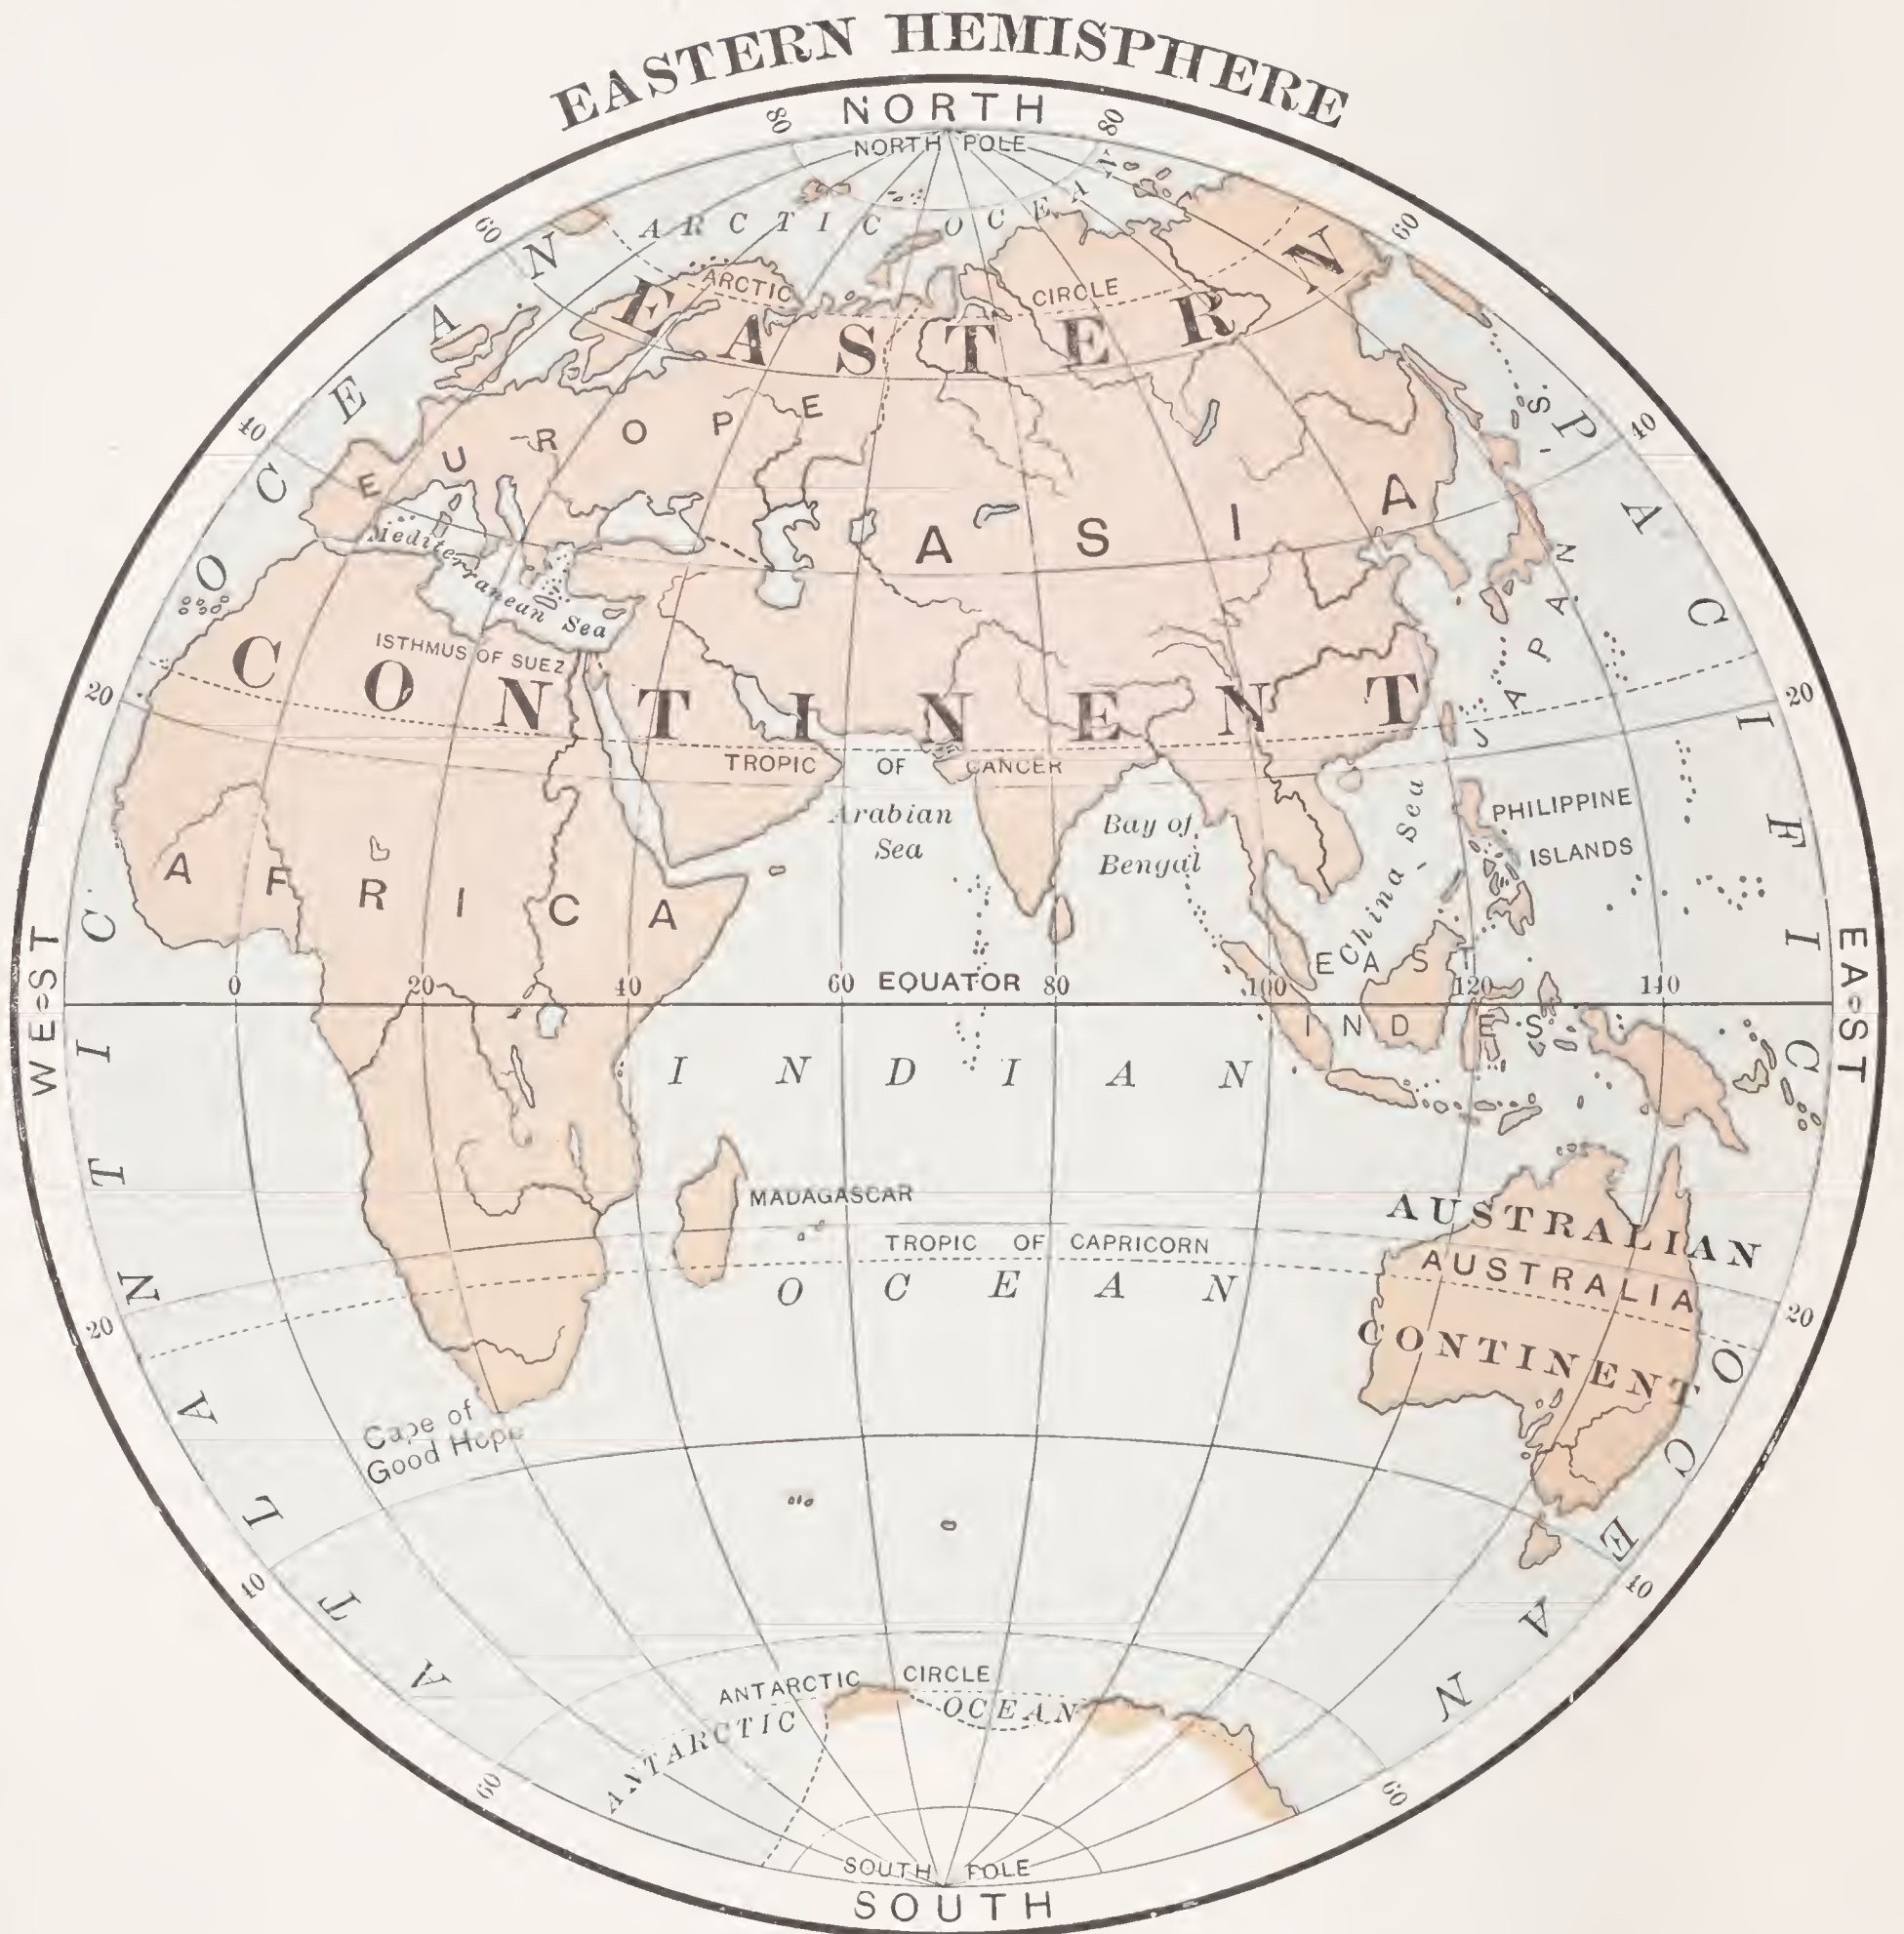 EASTERN HEMISPHERE
NORTH
80 80
NORTH POLE
60 ARCTIC OCEAN 60
ARCTIC CIRCLE
EASTERN
CONTINENT
EUROPE
ASIA
40 40
Mediterranean Sea
ISTHMUS OF SUEZ
JAPAN IS.
20 20
TROPIC OF CANCER
Arabian
Sea
Bay of
Bengal
China Sea
PHILIPPINE
ISLANDS
AFRICA
WEST
EAST
0 20 40 60 EQUATOR 80 100 120 140
EAST
INDIES
INDIAN
OCEAN
MADAGASCAR
TROPIC OF CAPRICORN
AUSTRALIAN
AUSTRALIA
CONTINENT
20 20
Cape of
Good Hope
40 40
ATLANTIC OCEAN
PACIFIC OCEAN
ANTARCTIC CIRCLE
ANTARCTIC OCEAN
60 60
SOUTH POLE
SOUTH